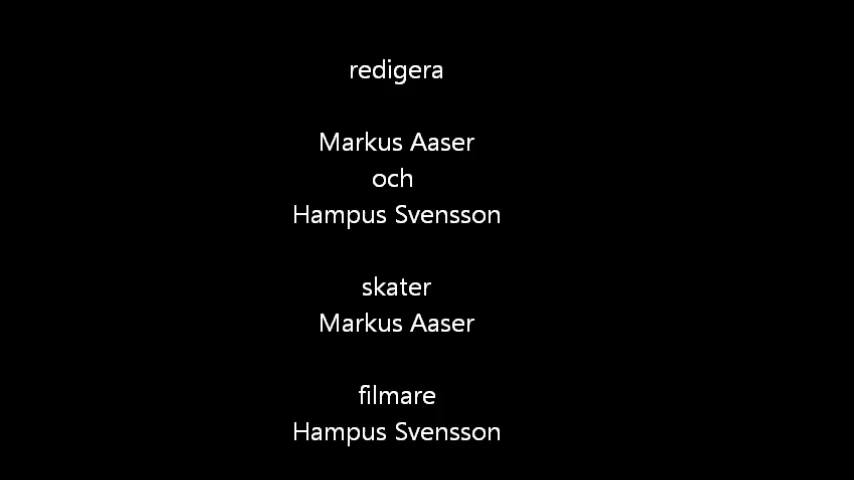 redigera
Markus Aaser
och
Hampus Svensson
skater
Markus Aaser
filmare
Hampus Svensson